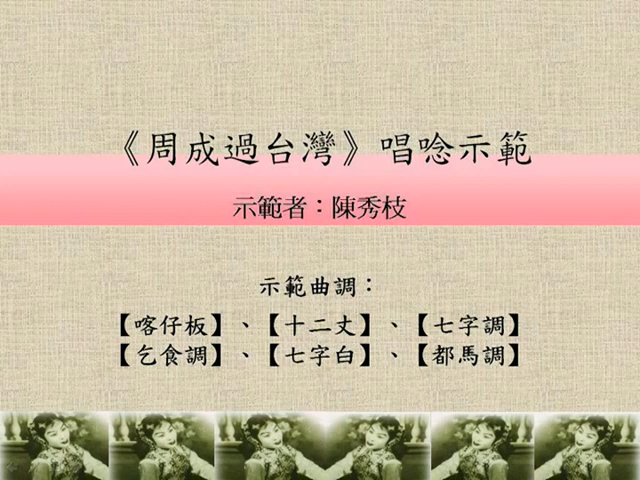 《周成過台灣》唱唸示範
示範者：陳秀枝
示範曲調：
【喀仔板】、【十二丈】、【七字調】
【乞食調】、【七字白】、【都馬調】